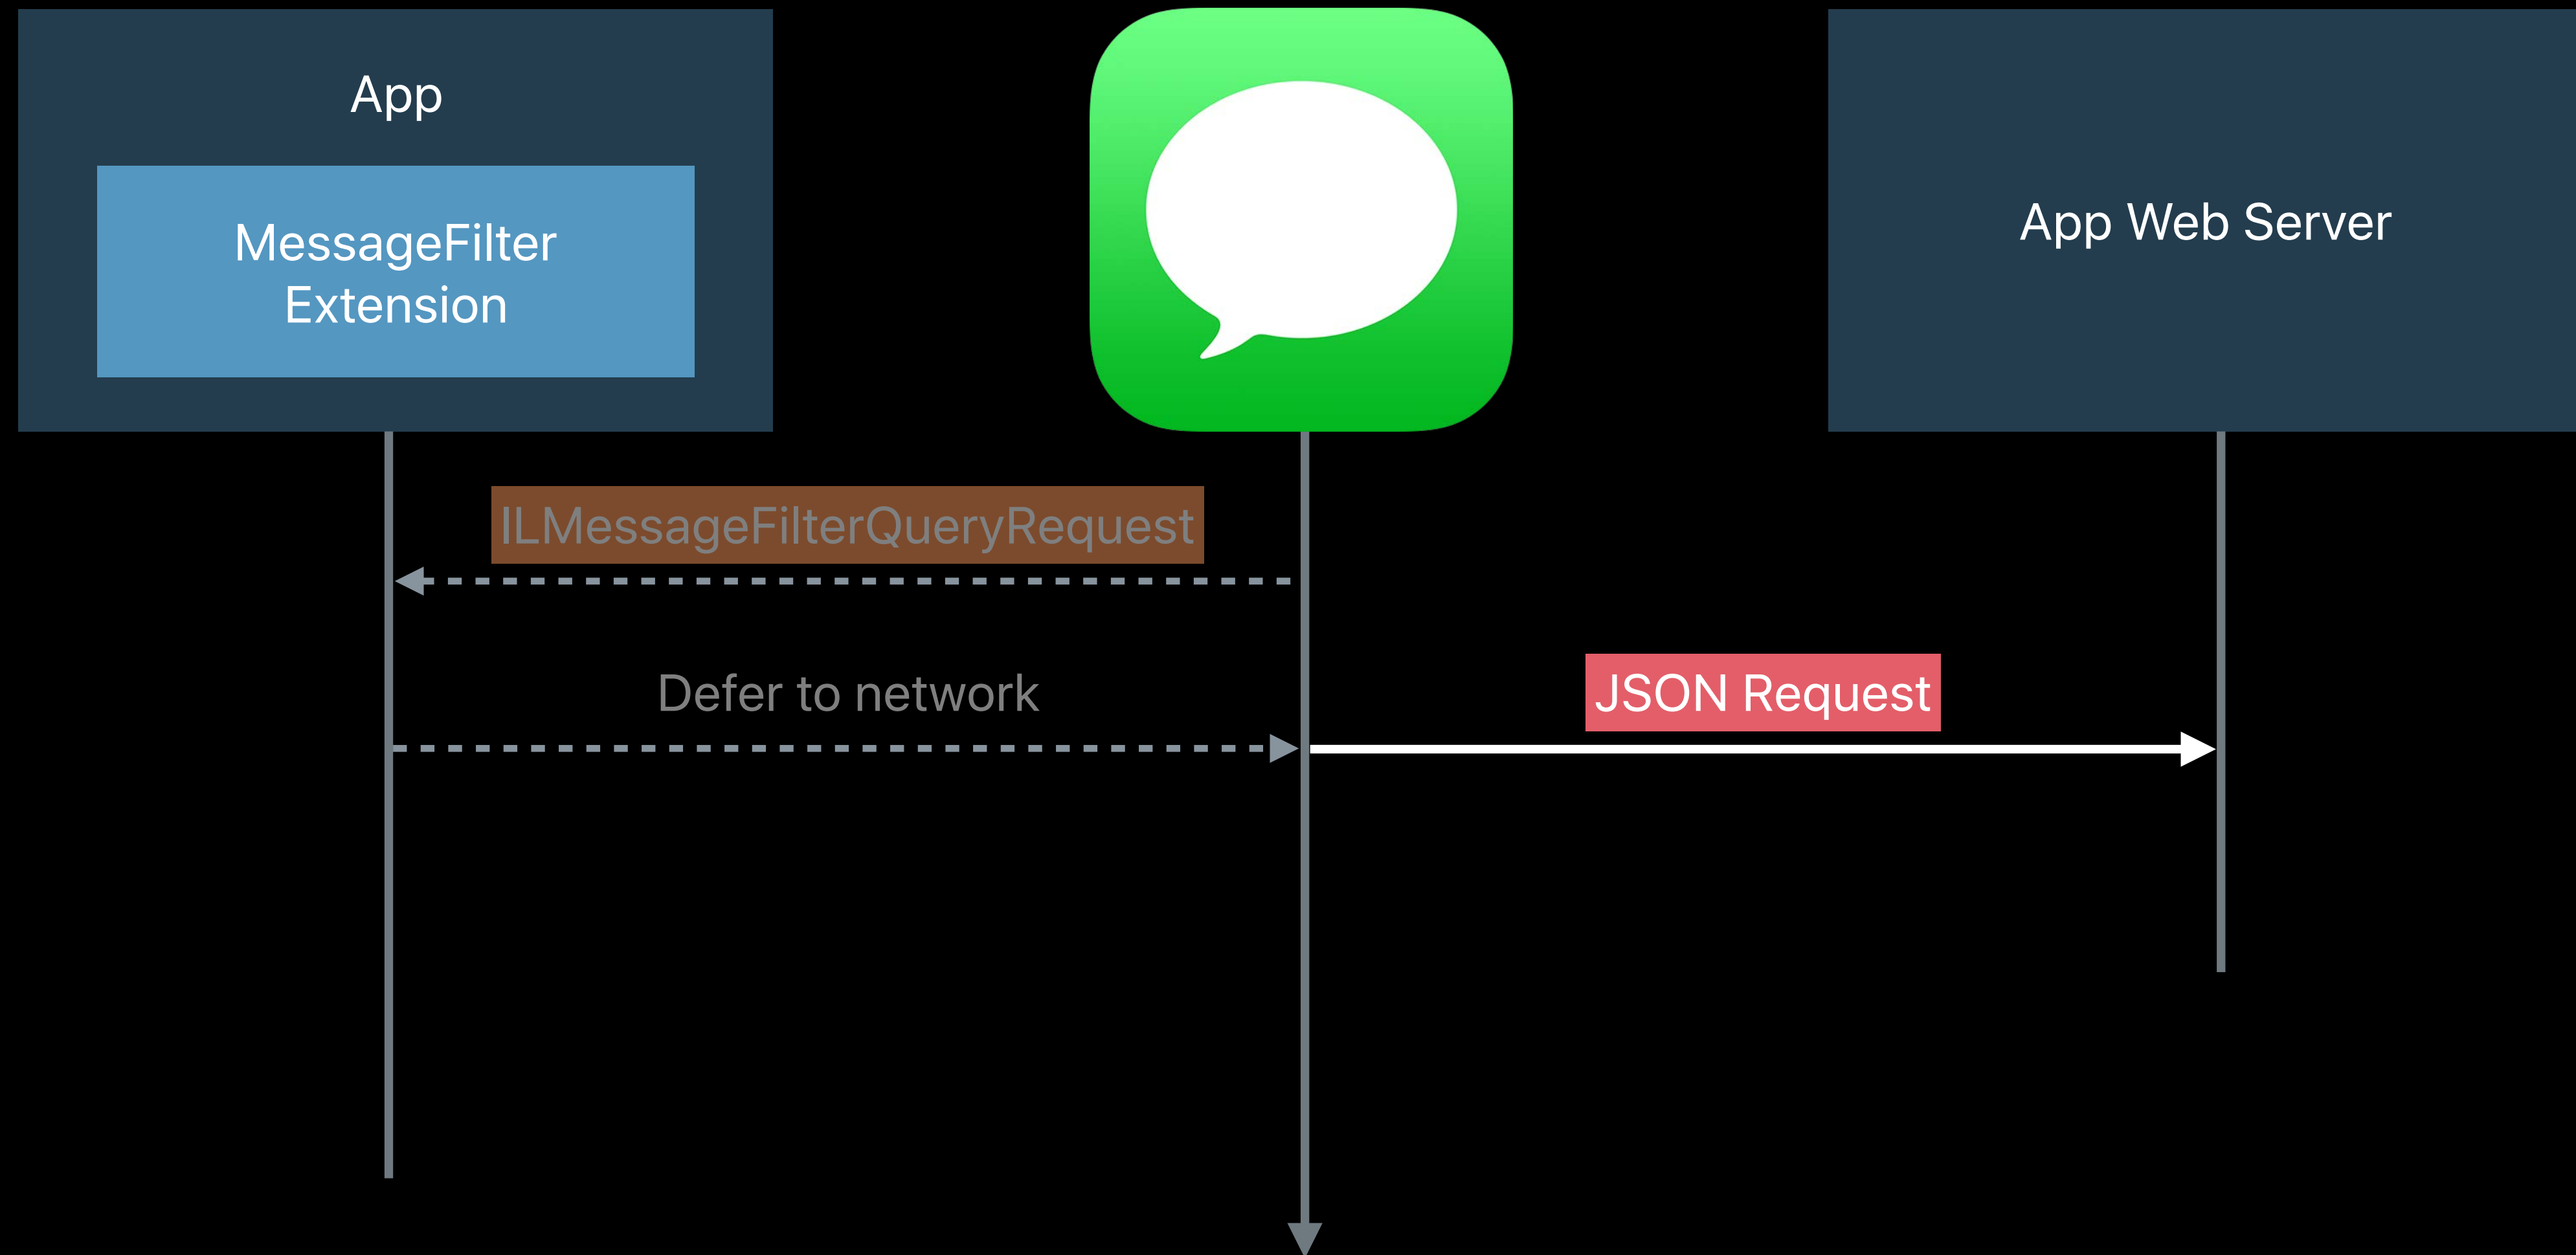 App
MessageFilter
Extension
App Web Server
ILMessageFilterQueryRequest
Defer to network
JSON Request